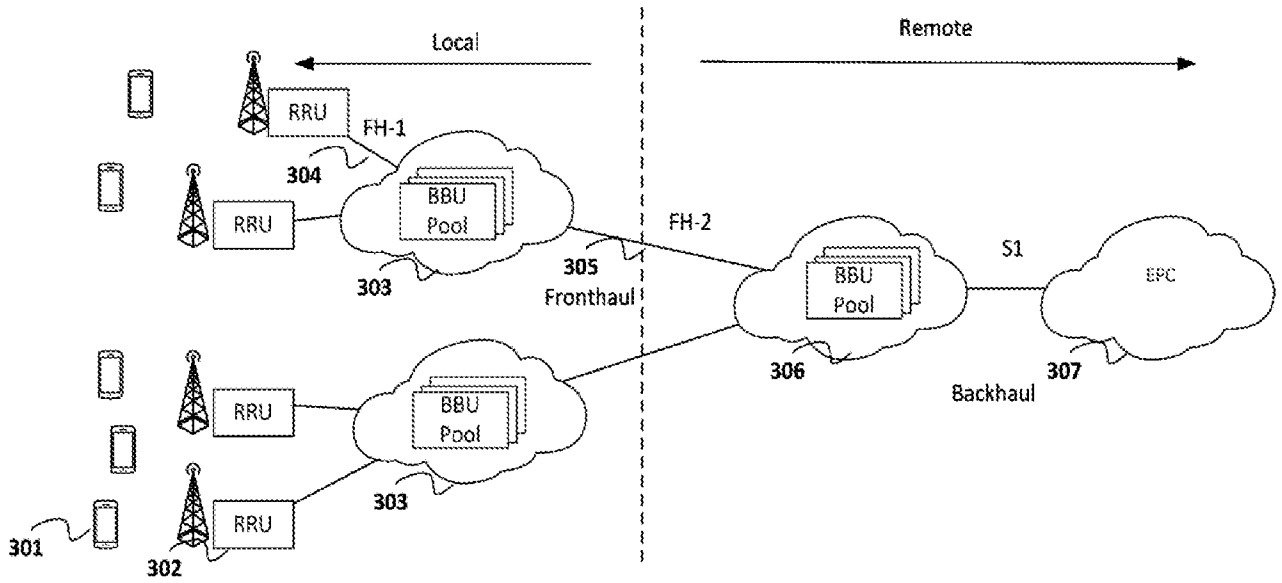 Local
Remote
RRU
FH-1
304
BBU
Pool
RRU
303
305
Fronthaul
FH-2
BBU
Pool
306
S1
EPC
307
Backhaul
RRU
BBU
Pool
303
RRU
301
302